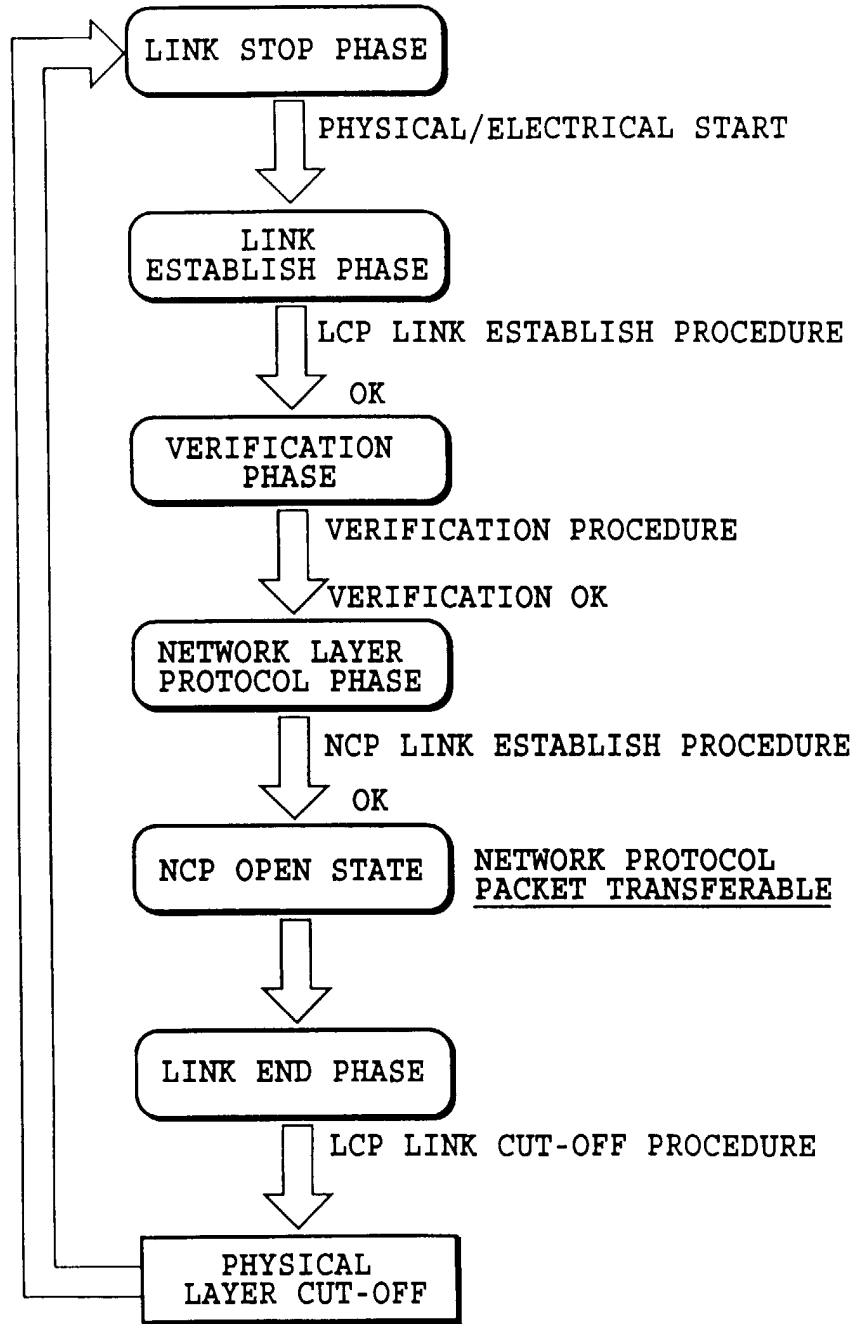 LINK STOP PHASE
PHYSICAL/ELECTRICAL START
LINK
ESTABLISH PHASE
LCP LINK ESTABLISH PROCEDURE
OK
VERIFICATION
PHASE
VERIFICATION PROCEDURE
VERIFICATION OK
NETWORK LAYER
PROTOCOL PHASE
NCP LINK ESTABLISH PROCEDURE
OK
NCP OPEN STATE
NETWORK PROTOCOL
PACKET TRANSFERABLE
LINK END PHASE
LCP LINK CUT-OFF PROCEDURE
PHYSICAL
LAYER CUT-OFF